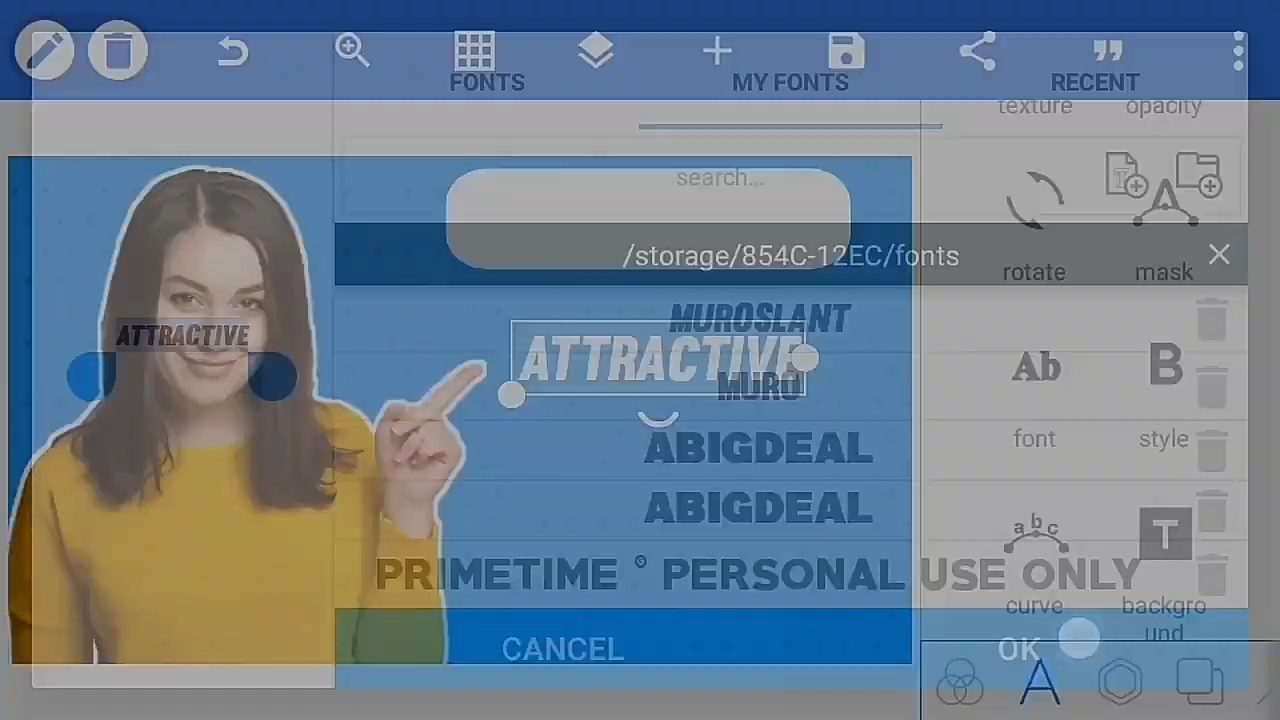 FONTS MY FONTS RECENT
texture opacity
search...
/storage/854C-12EC/fonts
rotate mask
MUROSLANT
ATTRACTIVE
ATTRACTIVE
MURO
Ab B
font style
ABIGDEAL
ABIGDEAL
a b c T
PRIMETIME © PERSONAL USE ONLY
curve backgro
und
CANCEL OK
A